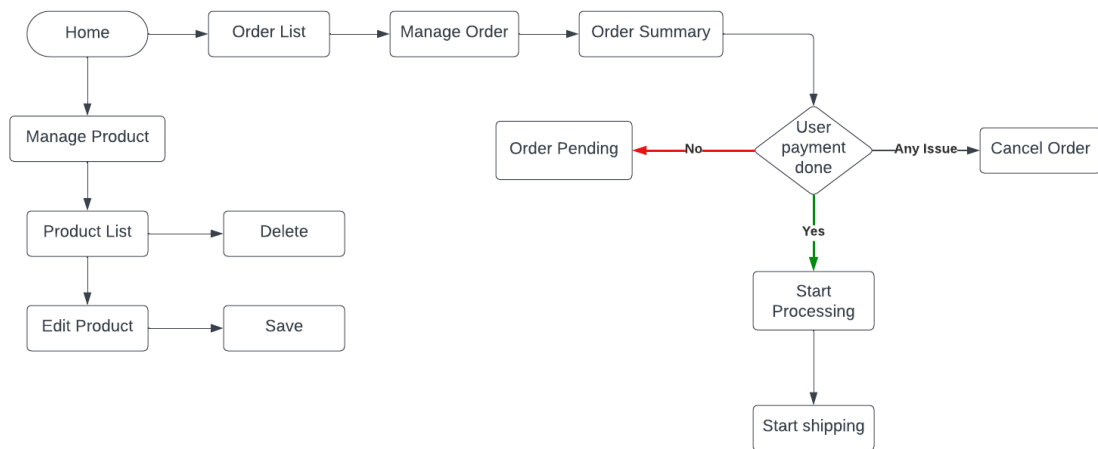 Home
Order List
Manage Order
Order Summary
Manage Product
Order Pending
No
User
payment
done
Any Issue
Cancel Order
Product List
Delete
Yes
Start
Processing
Edit Product
Save
Start shipping